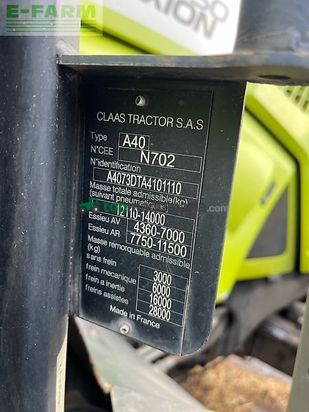 E-FARM
CLAAS TRACTOR S.A.S
Type A40
N°CEE N702
N°identification
A4073DTA4101110
Masse totale admissible(kg)
(suivant pneumatiques)
12110-14000
Essieu AV 4360-7000
Essieu AR 7750-11500
Masse remorquable admissible
(kg)
sans frein 3000
frein mecanique 6000
frein a inertie 16000
freins assistes 28000
Made in France